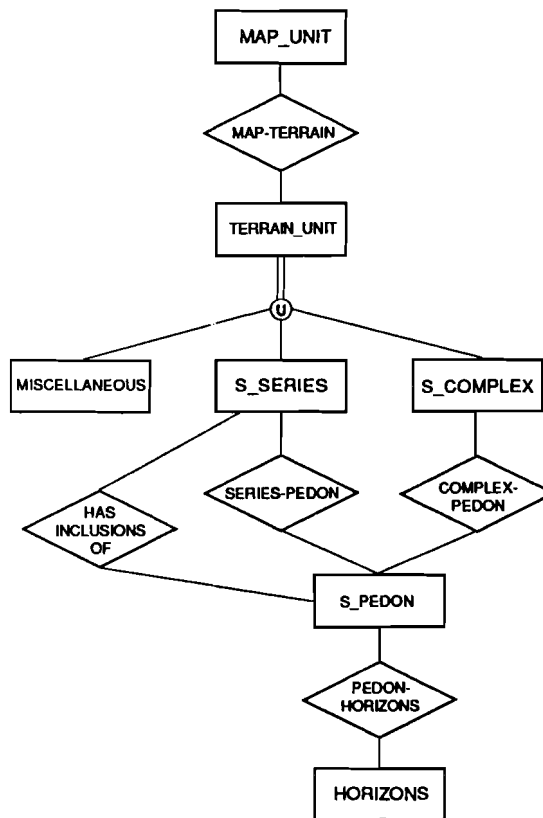 MAP_UNIT
MAP-TERRAIN
TERRAIN_UNIT
U
MISCELLANEOUS
S_SERIES
S_COMPLEX
HAS
INCLUSIONS
OF
SERIES-PEDON
COMPLEX-
PEDON
S_PEDON
PEDON-
HORIZONS
HORIZONS